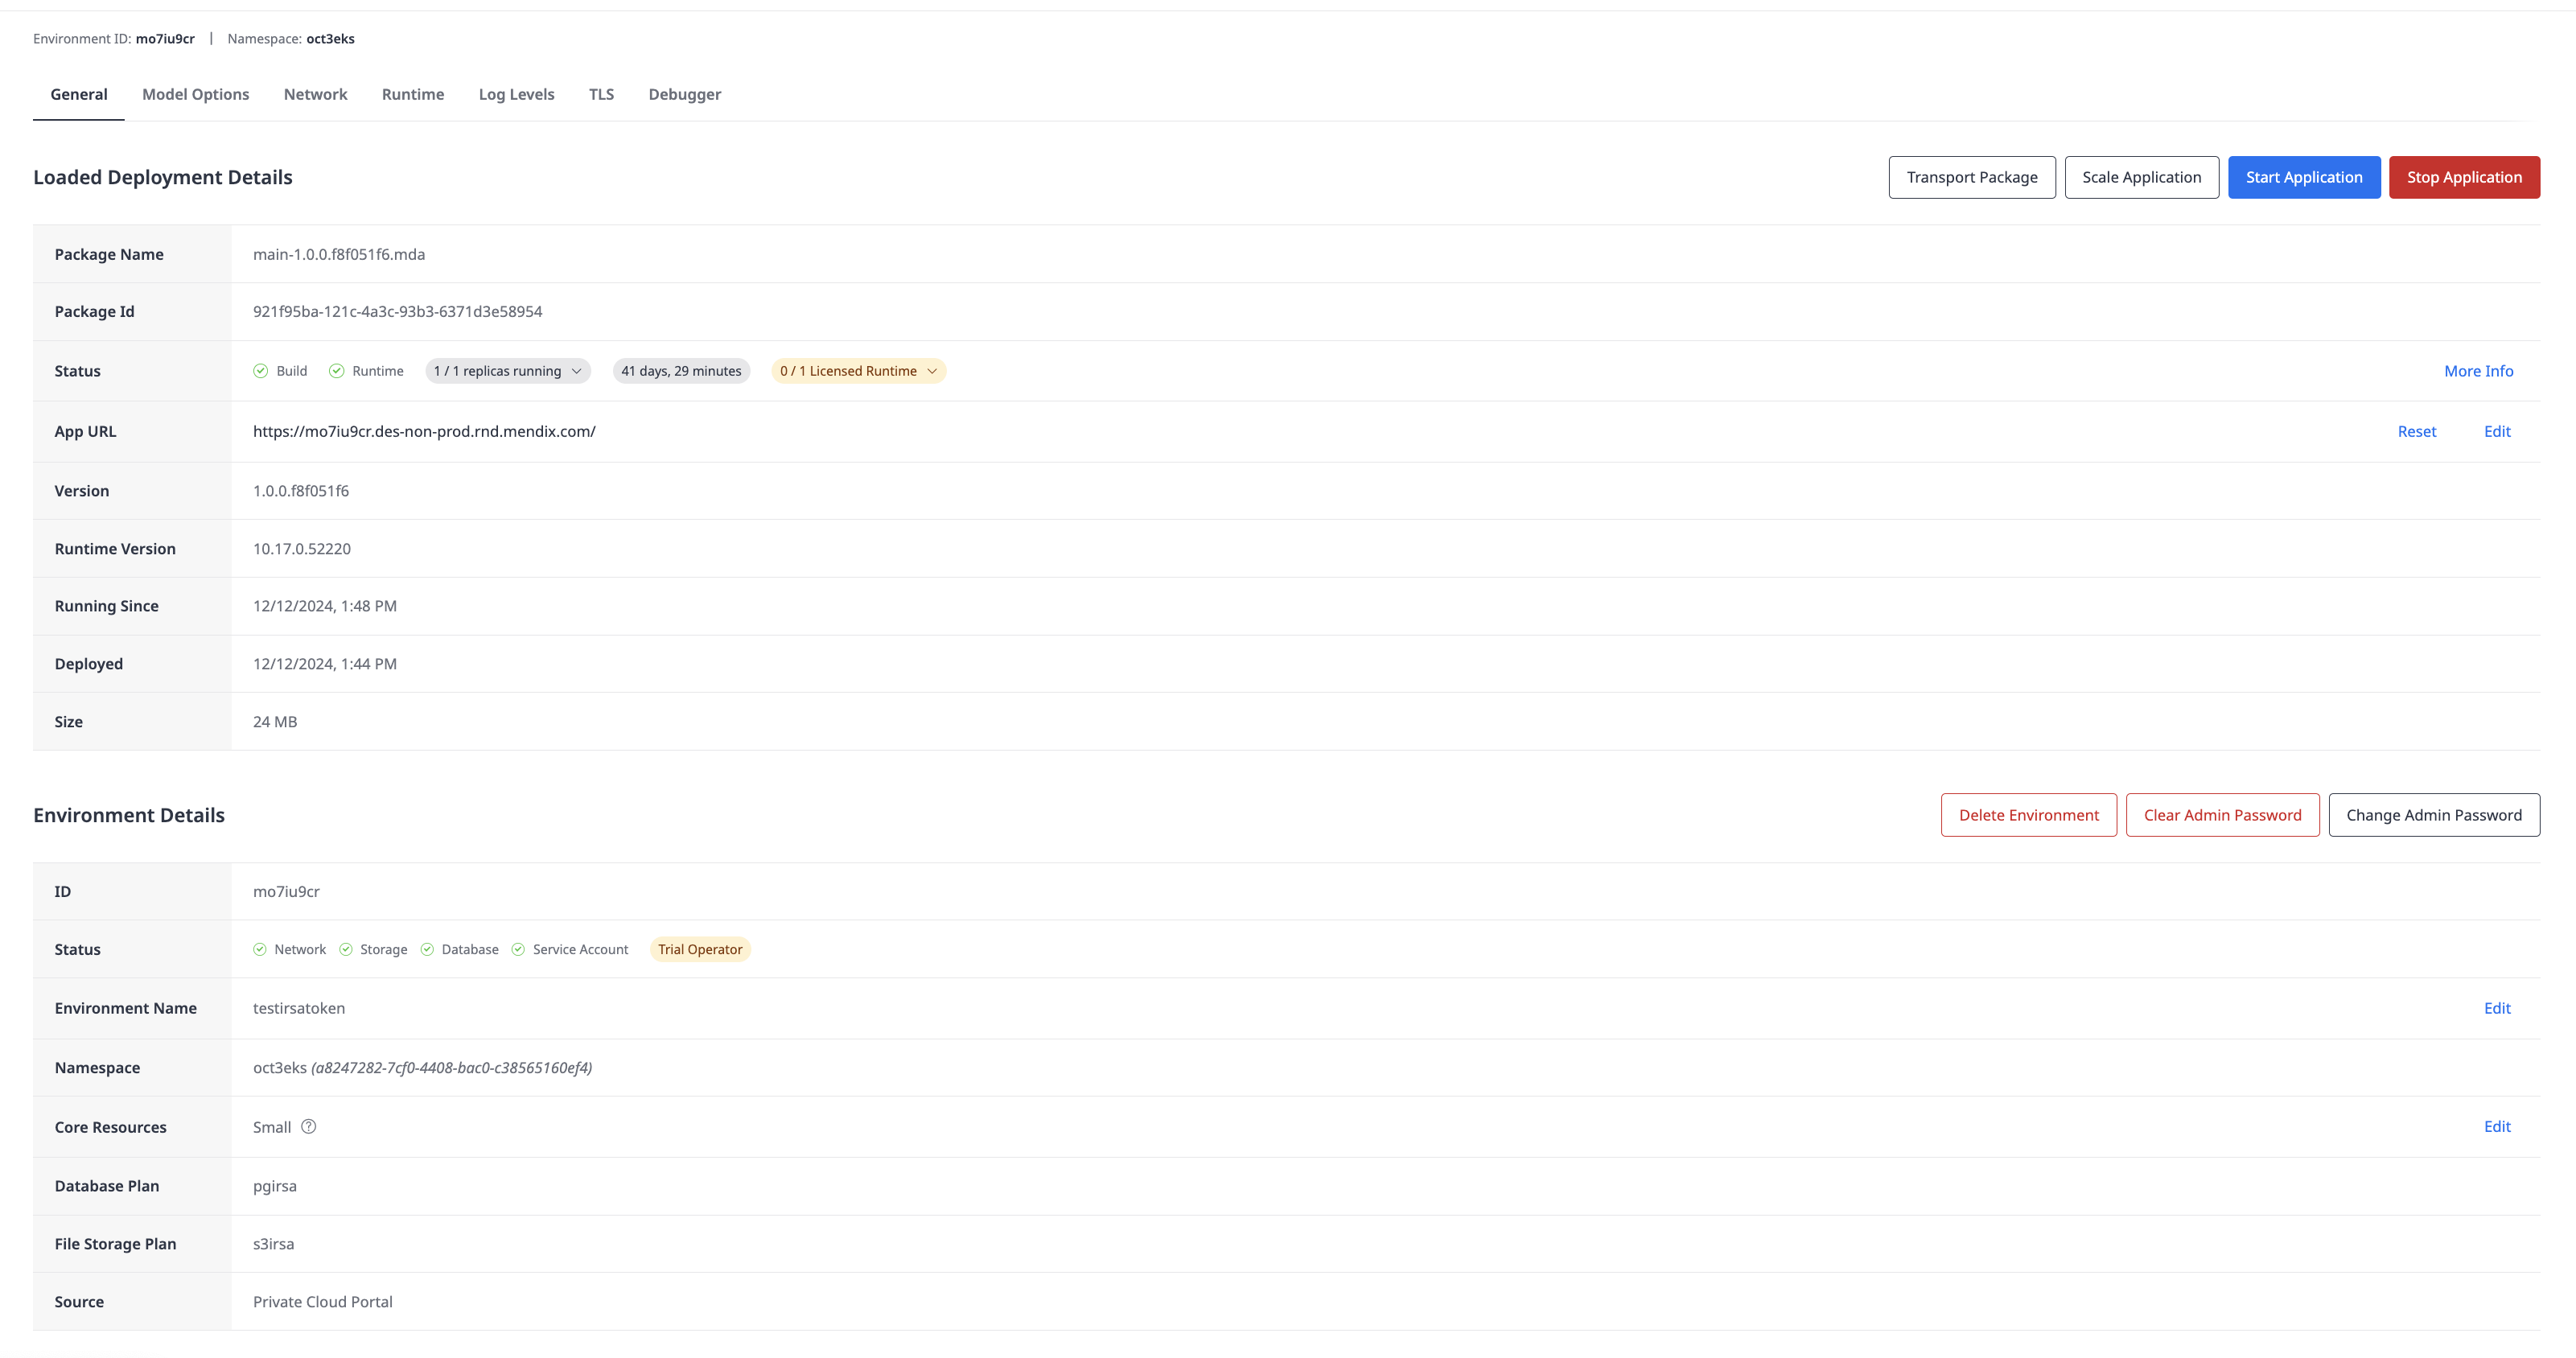 Environment ID: mo7iu9cr | Namespace: oct3eks
General Model Options Network Runtime Log Levels TLS Debugger
Loaded Deployment Details Transport Package Scale Application Start Application Stop Application
Package Name main-1.0.0.f8f051f6.mda
Package Id 921f95ba-121c-4a3c-93b3-6371d3e58954
Status Build Runtime 1 / 1 replicas running 41 days, 29 minutes 0 / 1 Licensed Runtime More Info
App URL https://mo7iu9cr.des-non-prod.rnd.mendix.com/ Reset Edit
Version 1.0.0.f8f051f6
Runtime Version 10.17.0.52220
Running Since 12/12/2024, 1:48 PM
Deployed 12/12/2024, 1:44 PM
Size 24 MB
Environment Details Delete Environment Clear Admin Password Change Admin Password
ID mo7iu9cr
Status Network Storage Database Service Account Trial Operator
Environment Name testirsatoken Edit
Namespace oct3eks (a8247282-7cf0-4408-bac0-c38565160ef4)
Core Resources Small ? Edit
Database Plan pgirsa
File Storage Plan s3irsa
Source Private Cloud Portal